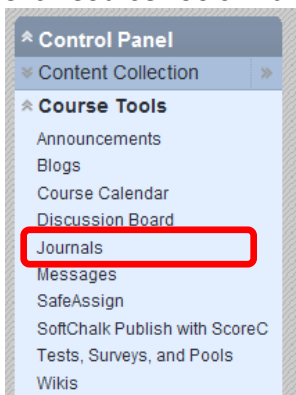 Control Panel
Content Collection
Course Tools
Announcements
Blogs
Course Calendar
Discussion Board
Journals
Messages
SafeAssign
SoftChalk Publish with ScoreC
Tests, Surveys, and Pools
Wikis